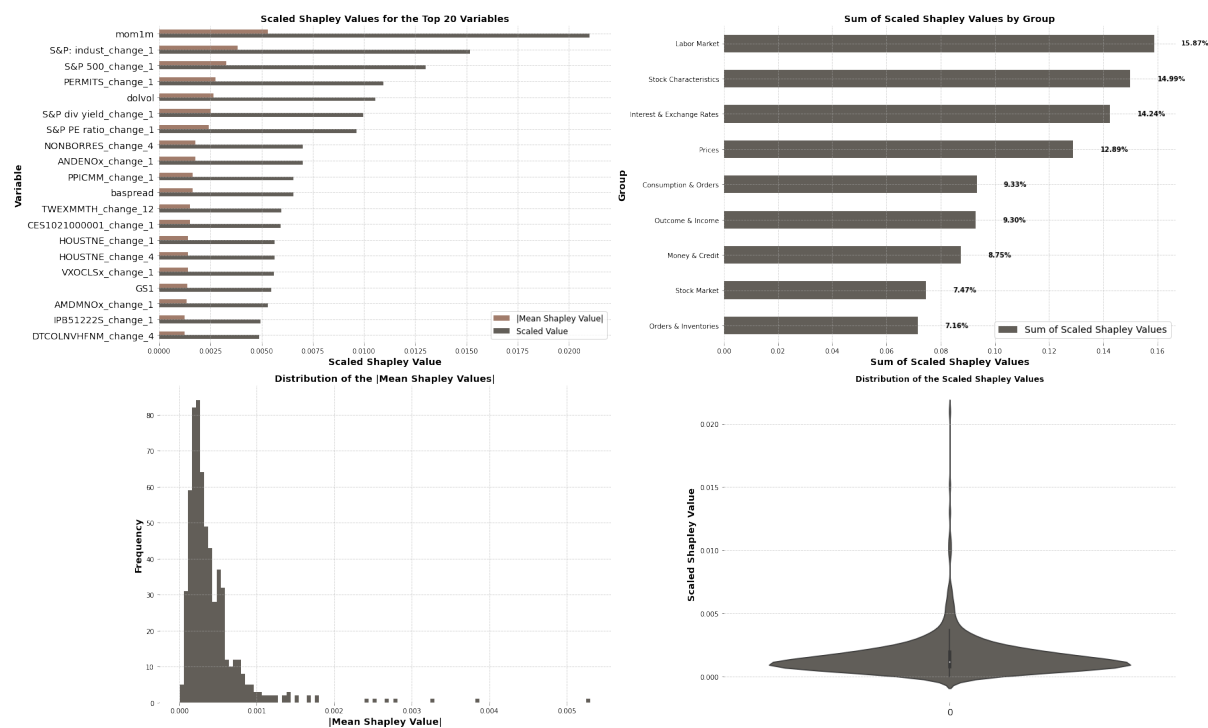 Scaled Shapley Values for the Top 20 Variables
Variable
mom1m
S&P: indust_change_1
S&P 500_change_1
PERMITS_change_1
dolvol
S&P div yield_change_1
S&P PE ratio_change_1
NONBORRES_change_4
ANDENOx_change_1
PPICMM_change_1
baspread
TWEXMMTH_change_12
CES1021000001_change_1
HOUSTNE_change_1
HOUSTNE_change_4
VXOCLSx_change_1
GS1
AMDMNOx_change_1
IPB51222S_change_1
DTCOLNVHFNM_change_4
|Mean Shapley Value|
Scaled Value
0.0000 0.0025 0.0050 0.0075 0.0100 0.0125 0.0150 0.0175 0.0200
Scaled Shapley Value
Sum of Scaled Shapley Values by Group
Group
Labor Market 15.87%
Stock Characteristics 14.99%
Interest & Exchange Rates 14.24%
Prices 12.89%
Consumption & Orders 9.33%
Outcome & Income 9.30%
Money & Credit 8.75%
Stock Market 7.47%
Orders & Inventories 7.16%
Sum of Scaled Shapley Values
0.00 0.02 0.04 0.06 0.08 0.10 0.12 0.14 0.16
Sum of Scaled Shapley Values
Distribution of the |Mean Shapley Values|
Frequency
80
70
60
50
40
30
20
10
0
0.000 0.001 0.002 0.003 0.004 0.005
|Mean Shapley Value|
Distribution of the Scaled Shapley Values
Scaled Shapley Value
0.020
0.015
0.010
0.005
0.000
0